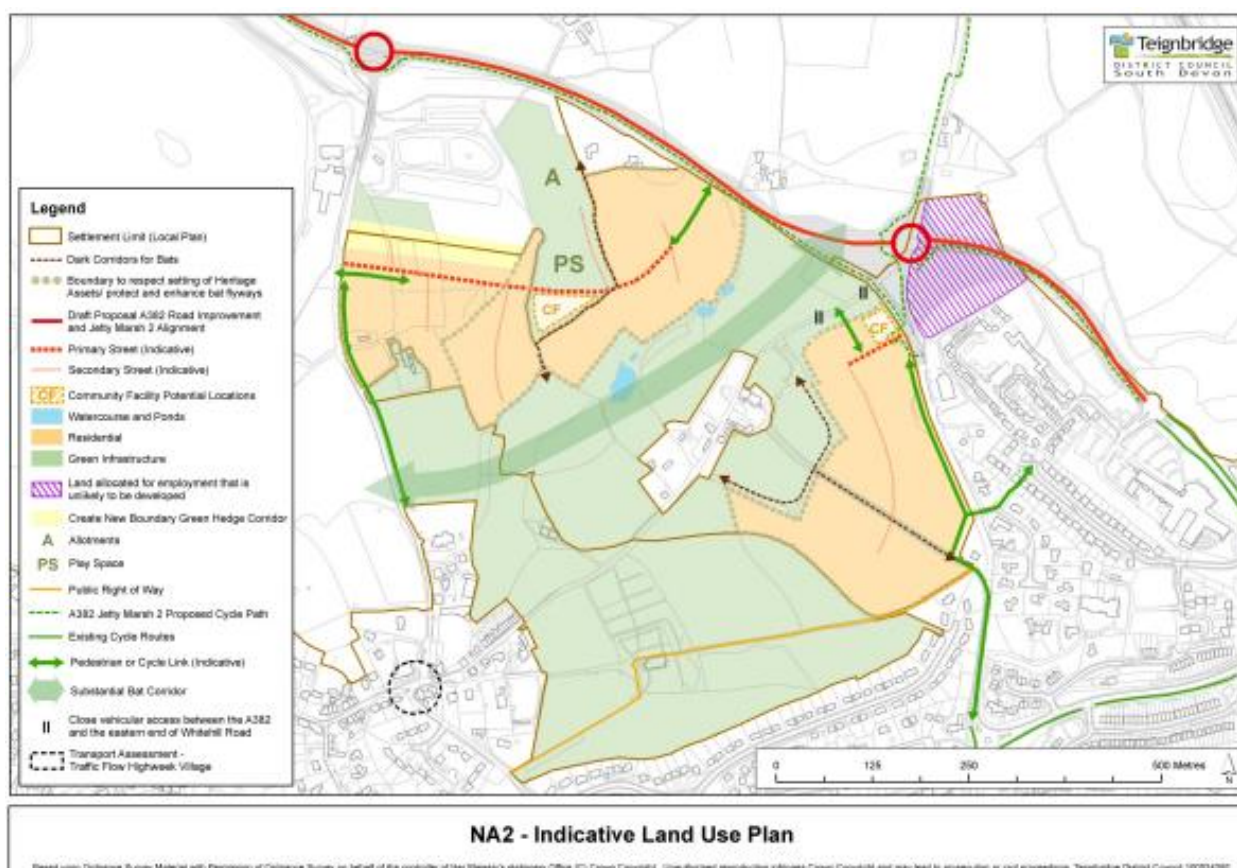 Teignbridge
DISTRICT COUNCIL
South Devon
A
PS
CF
II
II
CF
Legend
Settlement Limit (Local Plan)
Dark Corridors for Bats
Boundary to respect setting of Heritage
Assets/ protect and enhance bat flyways
Draft Proposal A382 Road Improvement
and Jetty Marsh 2 Alignment
Primary Street (Indicative)
Secondary Street (Indicative)
CF Community Facility Potential Locations
Watercourse and Ponds
Residential
Green Infrastructure
Land allocated for employment that is
unlikely to be developed
Create New Boundary Green Hedge Corridor
A Allotments
PS Play Space
Public Right of Way
A382 Jetty Marsh 2 Proposed Cycle Path
Existing Cycle Routes
Pedestrian or Cycle Link (Indicative)
Substantial Bat Corridor
II Close vehicular access between the A382
and the eastern end of Whitehill Road
Transport Assessment -
Traffic Flow Highweek Village
0 125 250 500 Metres
N
NA2 - Indicative Land Use Plan